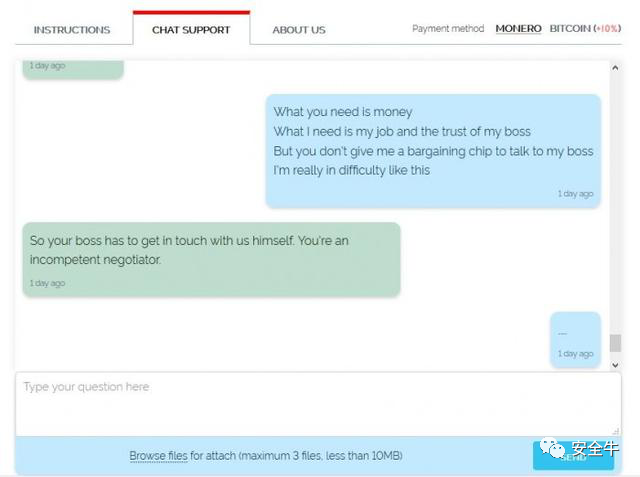 INSTRUCTIONS
CHAT SUPPORT
ABOUT US
Payment method MONERO BITCOIN (+10%)
1 day ago
What you need is money
What I need is my job and the trust of my boss
But you don't give me a bargaining chip to talk to my boss
I'm really in difficulty like this
1 day ago
So your boss has to get in touch with us himself. You're an
incompetent negotiator.
1 day ago
....
1 day ago
Type your question here
Browse files for attach (maximum 3 files, less than 10MB)
SEND
安全牛